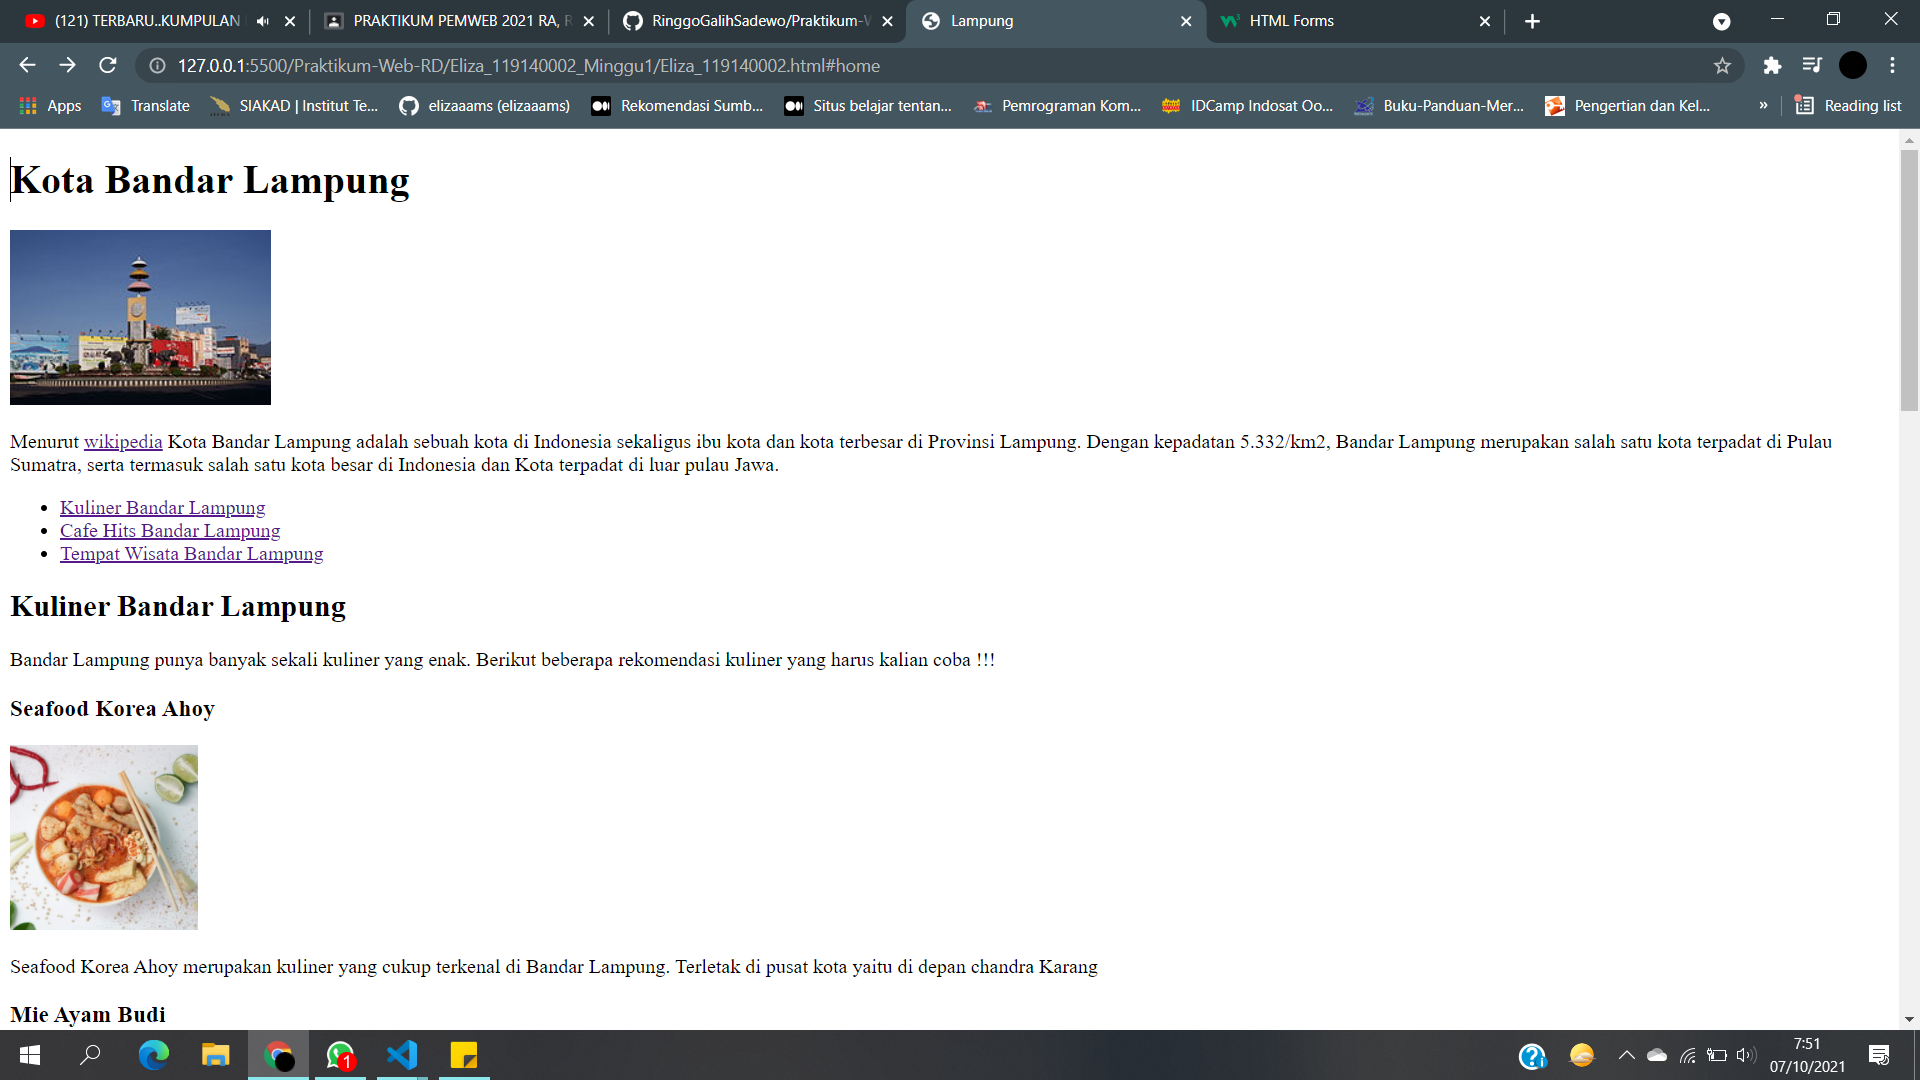 (121) TERBARU..KUMPULAN
PRAKTIKUM PEMWEB 2021 RA, R
RinggoGalihSadewo/Praktikum-W
Lampung
HTML Forms
127.0.0.1:5500/Praktikum-Web-RD/Eliza_119140002_Minggu1/Eliza_119140002.html#home
Apps
Translate
SIAKAD | Institut Te...
elizaaams (elizaaams)
Rekomendasi Sumb...
Situs belajar tentan...
Pemrograman Kom...
IDCamp Indosat Oo...
Buku-Panduan-Mer...
Pengertian dan Kel...
»
Reading list
Kota Bandar Lampung
Menurut wikipedia Kota Bandar Lampung adalah sebuah kota di Indonesia sekaligus ibu kota dan kota terbesar di Provinsi Lampung. Dengan kepadatan 5.332/km2, Bandar Lampung merupakan salah satu kota terpadat di Pulau
Sumatra, serta termasuk salah satu kota besar di Indonesia dan Kota terpadat di luar pulau Jawa.
• Kuliner Bandar Lampung
• Cafe Hits Bandar Lampung
• Tempat Wisata Bandar Lampung
Kuliner Bandar Lampung
Bandar Lampung punya banyak sekali kuliner yang enak. Berikut beberapa rekomendasi kuliner yang harus kalian coba !!!
Seafood Korea Ahoy
Seafood Korea Ahoy merupakan kuliner yang cukup terkenal di Bandar Lampung. Terletak di pusat kota yaitu di depan chandra Karang
Mie Ayam Budi
1
7:51
07/10/2021